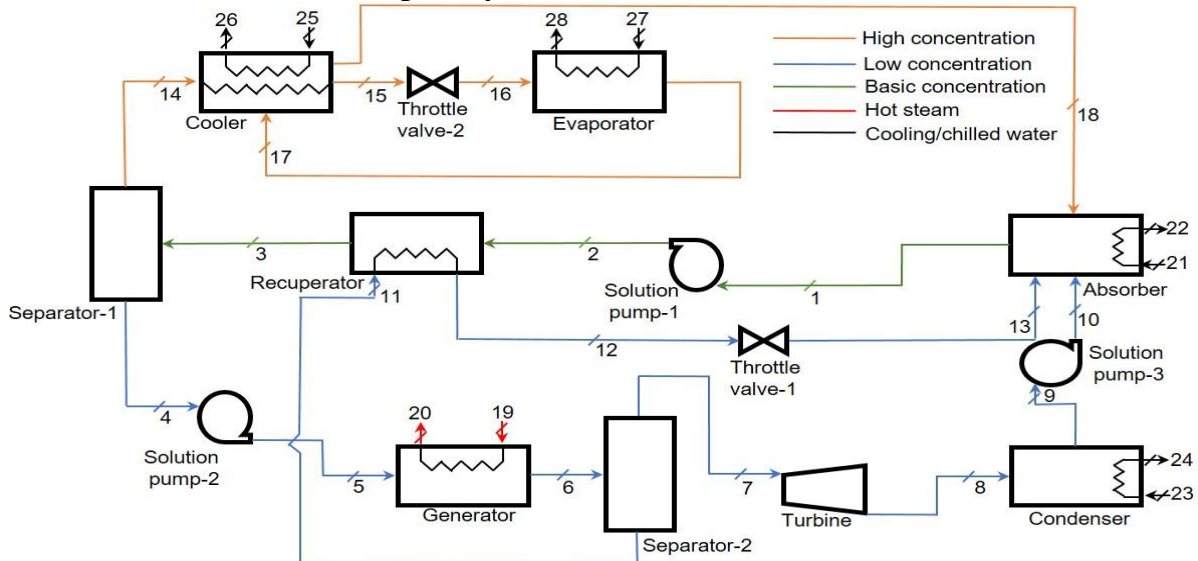 26
25
28
27
High concentration
Low concentration
Basic concentration
Hot steam
Cooling/chilled water
14
15
16
18
Cooler
Throttle
valve-2
Evaporator
17
22
21
3
2
1
Recuperator
11
Solution
pump-1
Absorber
Separator-1
13
10
12
Throttle
valve-1
Solution
pump-3
9
4
20
19
Solution
pump-2
24
23
5
6
7
8
Generator
Turbine
Condenser
Separator-2